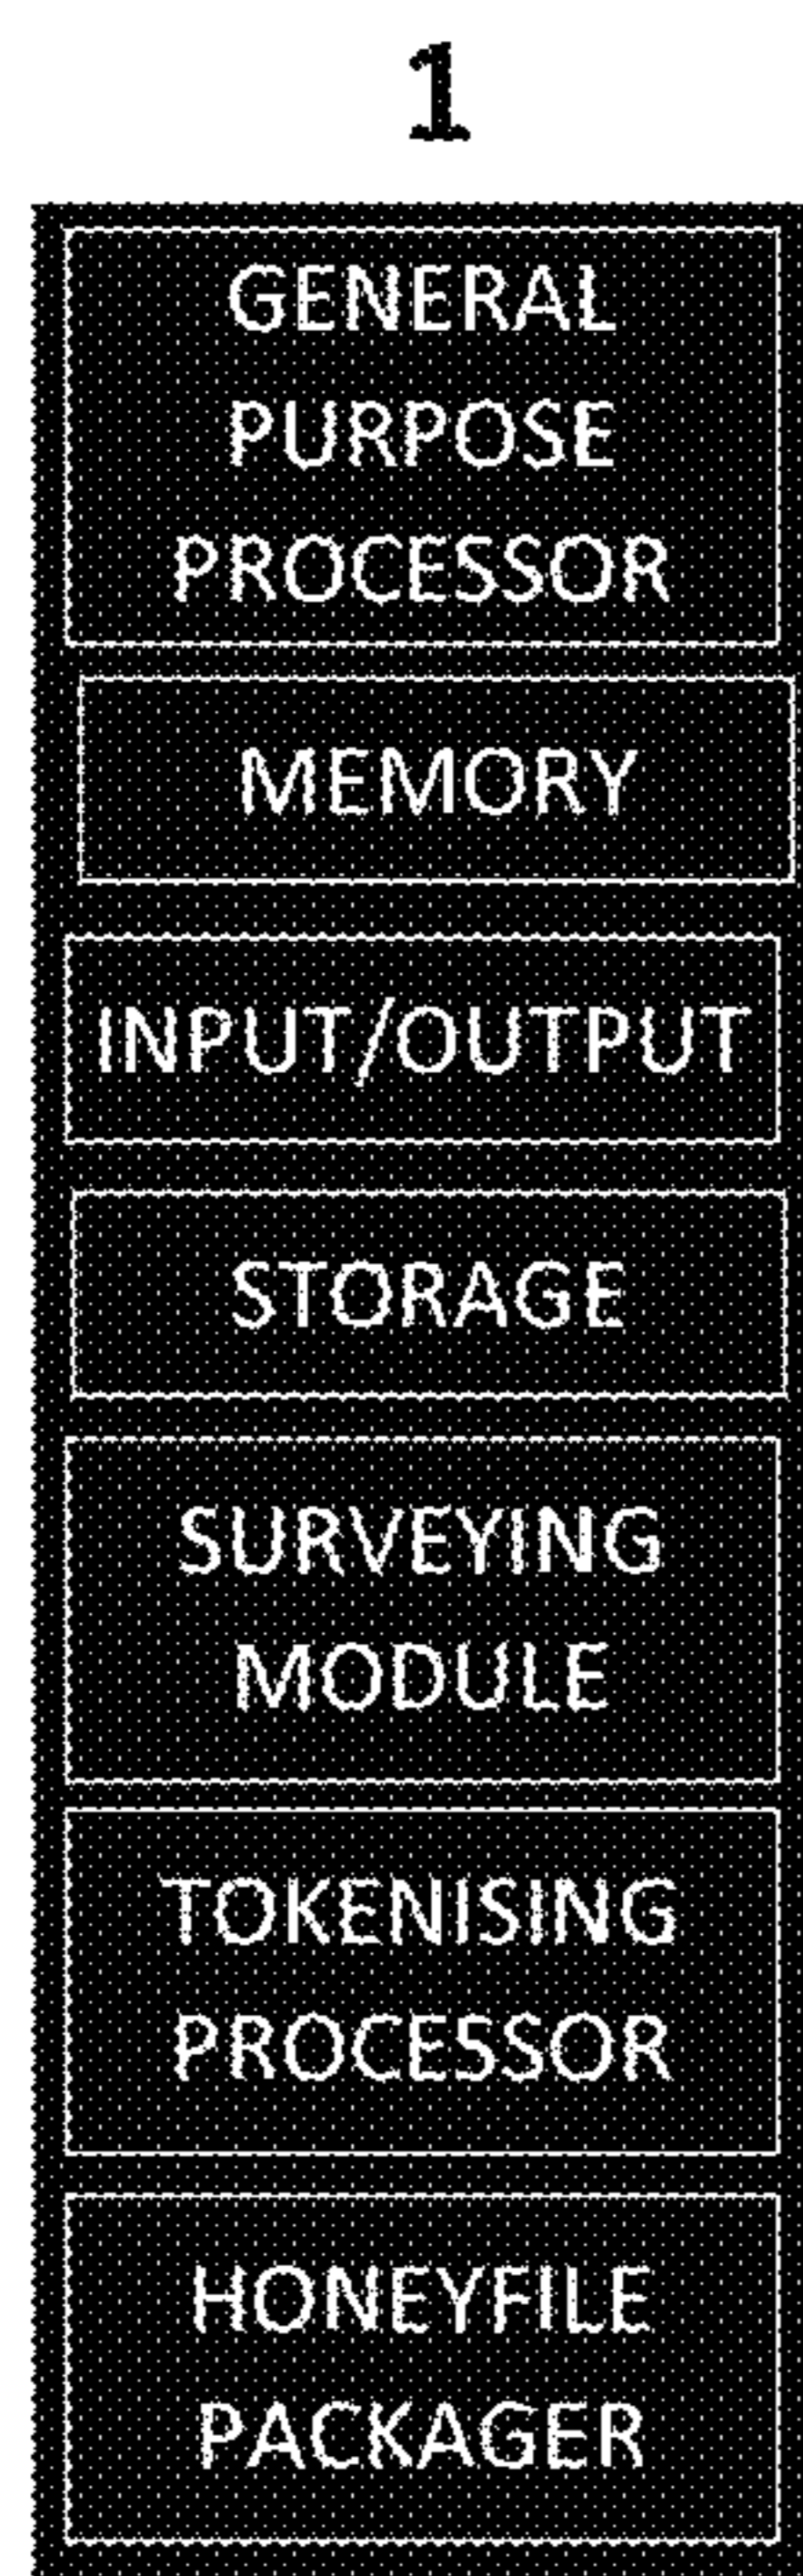 1
GENERAL
PURPOSE
PROCESSOR
MEMORY
INPUT/OUTPUT
STORAGE
SURVEYING
MODULE
TOKENISING
PROCESSOR
HONEYFILE
PACKAGER